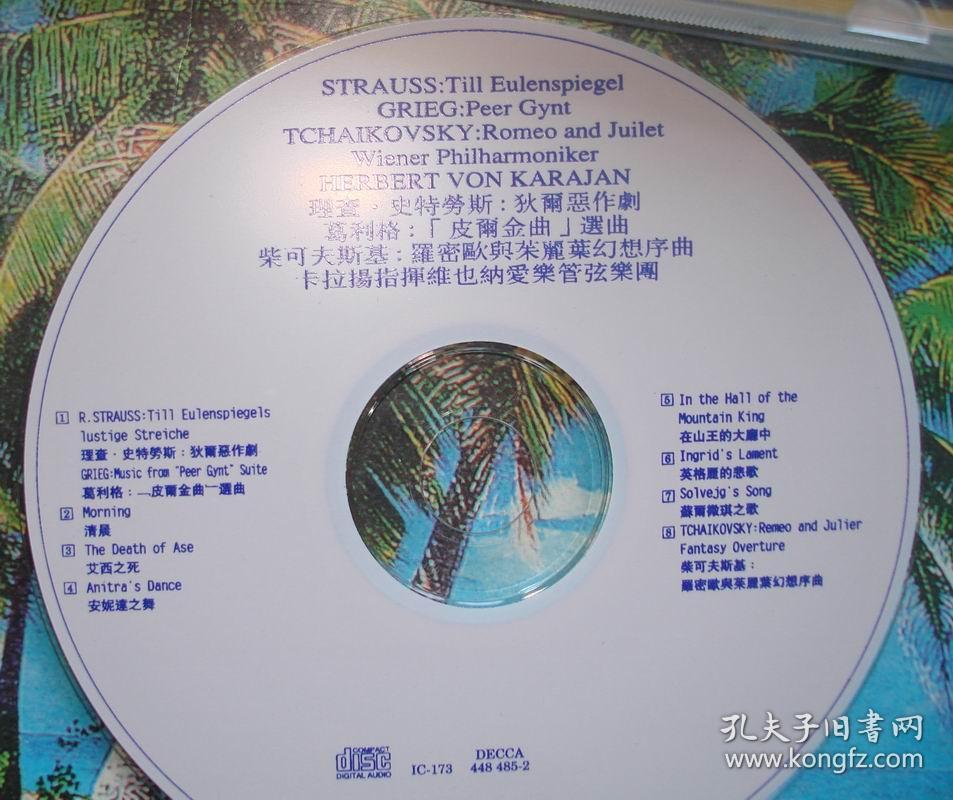 STRAUSS:Till Eulenspiegel
GRIEG:Peer Gynt
TCHAIKOVSKY:Romeo and Juilet
Wiener Philharmoniker
HERBERT VON KARAJAN
理查·史特勞斯:狄爾惡作劇
葛利格:「皮爾金曲」選曲
柴可夫斯基:羅密歐與茱麗葉幻想序曲
卡拉揚指揮維也納愛樂管弦樂團
1 R.STRAUSS:Till Eulenspiegels
lustige Streiche
理查·史特勞斯:狄爾惡作劇
GRIEG:Music from "Peer Gynt" Suite
葛利格:﹁皮爾金曲﹂選曲
2 Morning
清晨
3 The Death of Ase
艾西之死
4 Anitra's Dance
安妮達之舞
5 In the Hall of the
Mountain King
在山王的大廳中
6 Ingrid's Lament
英格麗的悲歌
7 Solvejg's Song
蘇爾微琪之歌
8 TCHAIKOVSKY:Remeo and Julier
Fantasy Overture
柴可夫斯基:
羅密歐與茱麗葉幻想序曲
COMPACT
disc
DIGITAL AUDIO
IC-173
DECCA
448 485-2
孔夫子旧书网
www.kongfz.com